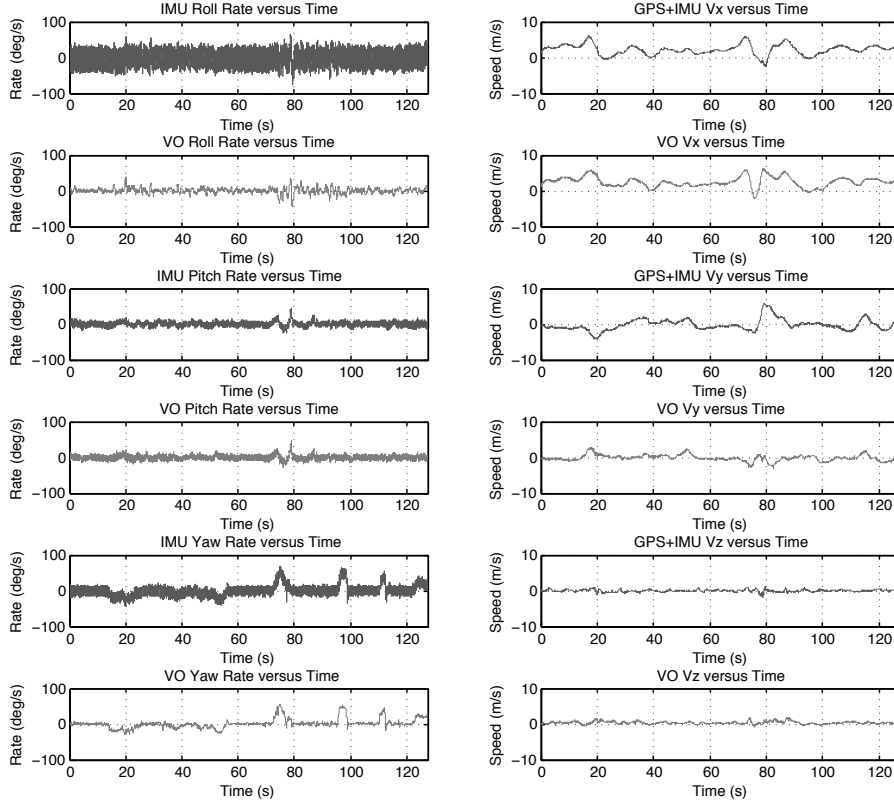 IMU Roll Rate versus Time
GPS+IMU Vx versus Time
Rate (deg/s)
100
0
−100
0 20 40 60 80 100 120
Time (s)
Speed (m/s)
10
0
−10
0 20 40 60 80 100 120
Time (s)
VO Roll Rate versus Time
VO Vx versus Time
Rate (deg/s)
100
0
−100
0 20 40 60 80 100 120
Time (s)
Speed (m/s)
10
0
−10
0 20 40 60 80 100 120
Time (s)
IMU Pitch Rate versus Time
GPS+IMU Vy versus Time
Rate (deg/s)
100
0
−100
0 20 40 60 80 100 120
Time (s)
Speed (m/s)
10
0
−10
0 20 40 60 80 100 120
Time (s)
VO Pitch Rate versus Time
VO Vy versus Time
Rate (deg/s)
100
0
−100
0 20 40 60 80 100 120
Time (s)
Speed (m/s)
10
0
−10
0 20 40 60 80 100 120
Time (s)
IMU Yaw Rate versus Time
GPS+IMU Vz versus Time
Rate (deg/s)
100
0
−100
0 20 40 60 80 100 120
Time (s)
Speed (m/s)
10
0
−10
0 20 40 60 80 100 120
Time (s)
VO Yaw Rate versus Time
VO Vz versus Time
Rate (deg/s)
100
0
−100
0 20 40 60 80 100 120
Time (s)
Speed (m/s)
10
0
−10
0 20 40 60 80 100 120
Time (s)